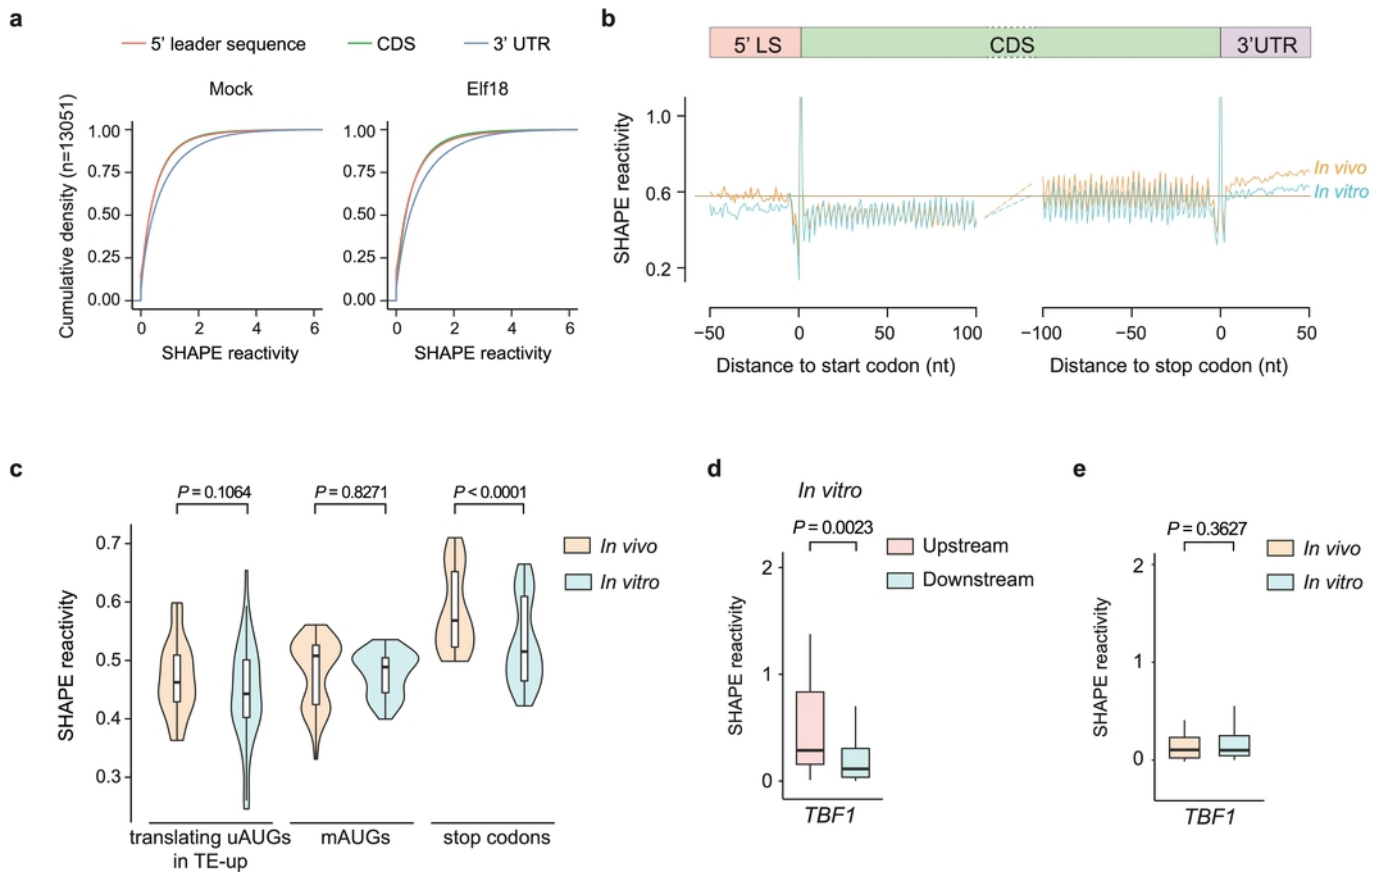 a
5’ leader sequence CDS 3’ UTR
Mock Elf18
Cumulative density (n=13051)
1.00
0.75
0.50
0.25
0.00
0 2 4 6
SHAPE reactivity
1.00
0.75
0.50
0.25
0.00
0 2 4 6
SHAPE reactivity
b
5’ LS CDS 3’UTR
SHAPE reactivity
1.0
0.6
0.2
In vivo
In vitro
−50 0 50 100
Distance to start codon (nt)
−100 −50 0 50
Distance to stop codon (nt)
c
P = 0.1064 P = 0.8271 P < 0.0001
SHAPE reactivity
0.7
0.6
0.5
0.4
0.3
In vivo
In vitro
translating uAUGs
in TE-up
mAUGs
stop codons
d
In vitro
P = 0.0023
Upstream
Downstream
SHAPE reactivity
2
1
0
TBF1
e
P = 0.3627
In vivo
In vitro
SHAPE reactivity
2
1
0
TBF1